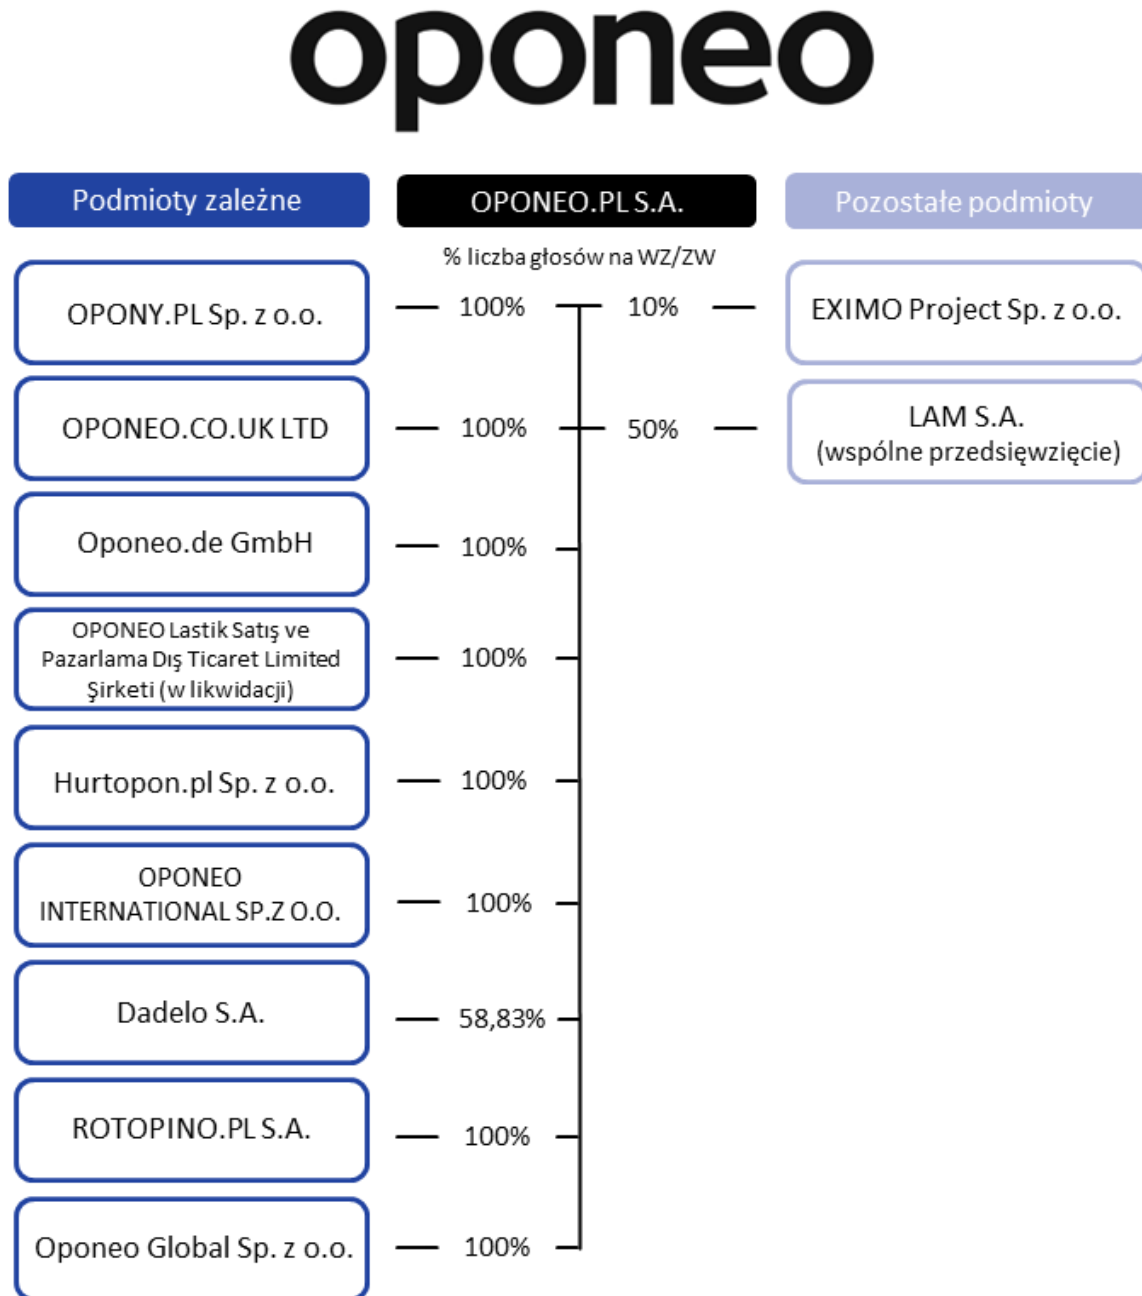 oponeo
Podmioty zależne
OPONEO.PL S.A.
Pozostałe podmioty
% liczba głosów na WZ/ZW
OPONY.PL Sp. z o.o.
100%
10%
EXIMO Project Sp. z o.o.
OPONEO.CO.UK LTD
100%
50%
LAM S.A.
(wspólne przedsięwzięcie)
Oponeo.de GmbH
100%
OPONEO Lastik Satış ve
Pazarlama Dış Ticaret Limited
Şirketi (w likwidacji)
100%
Hurtopon.pl Sp. z o.o.
100%
OPONEO
INTERNATIONAL SP.Z O.O.
100%
Dadelo S.A.
58,83%
ROTOPINO.PL S.A.
100%
Oponeo Global Sp. z o.o.
100%